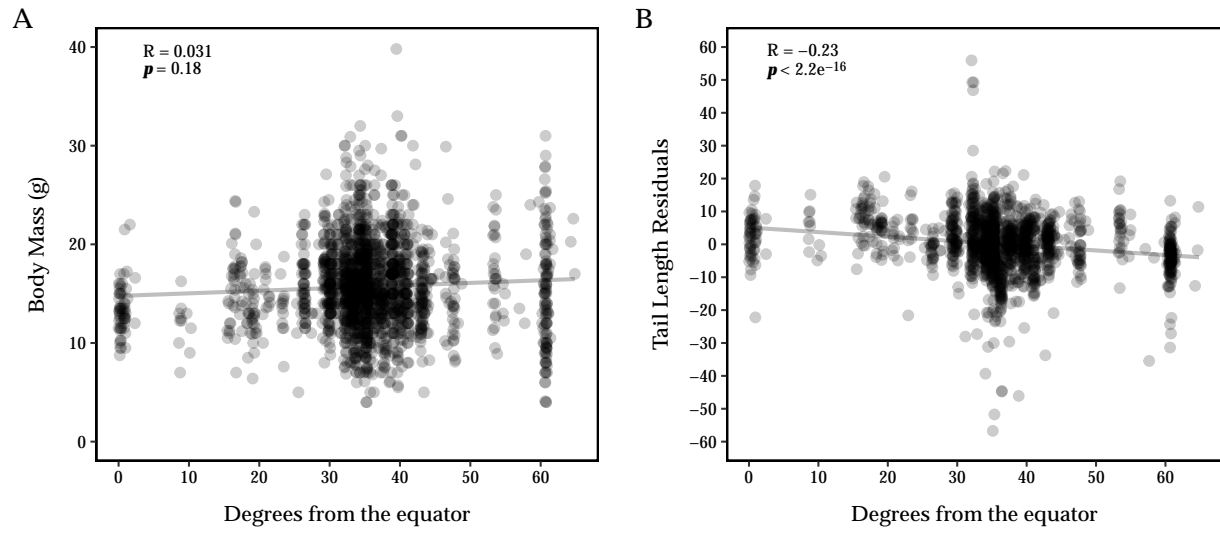 A
R = 0.031
p = 0.18
40
30
20
10
0
Body Mass (g)
0 10 20 30 40 50 60
Degrees from the equator
B
R = −0.23
p < 2.2e−16
60
50
40
30
20
10
0
−10
−20
−30
−40
−50
−60
Tail Length Residuals
0 10 20 30 40 50 60
Degrees from the equator